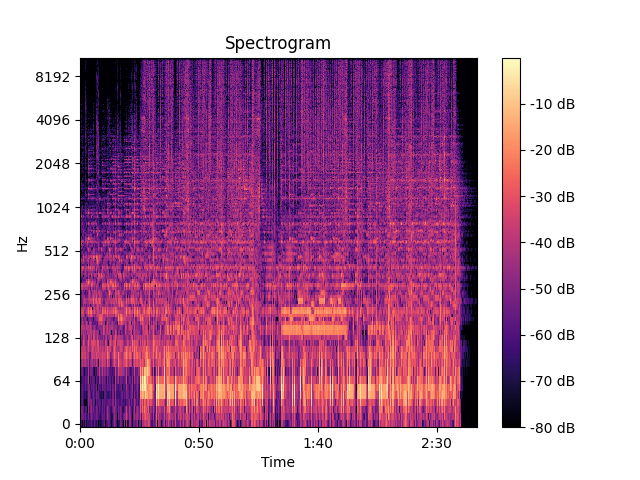 Spectrogram
Hz
8192
4096
2048
1024
512
256
128
64
0
0:00
0:50
1:40
2:30
Time
-10 dB
-20 dB
-30 dB
-40 dB
-50 dB
-60 dB
-70 dB
-80 dB